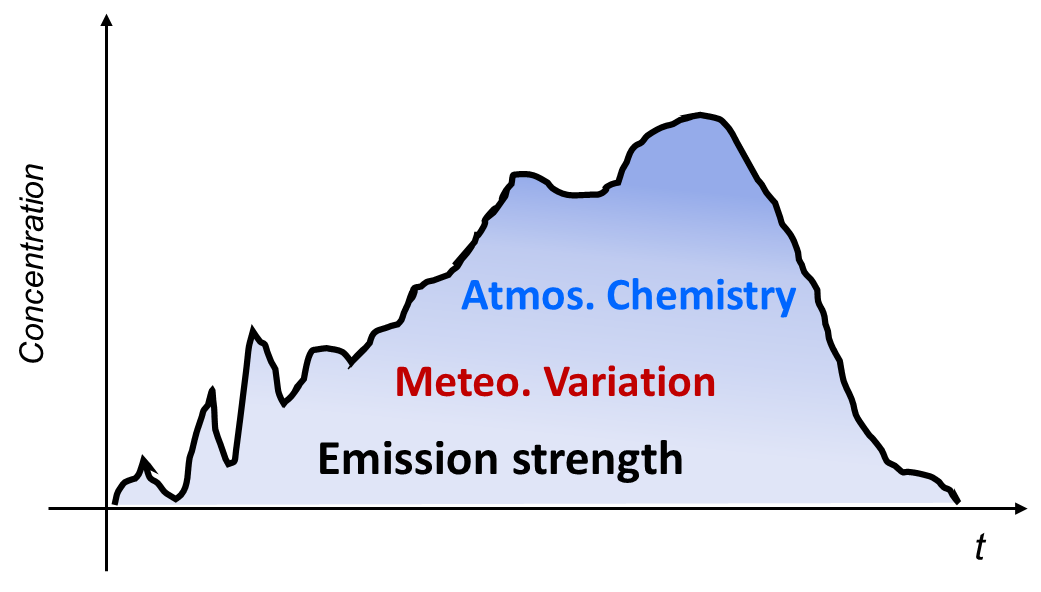 Concentration
Atmos. Chemistry
Meteo. Variation
Emission strength
t